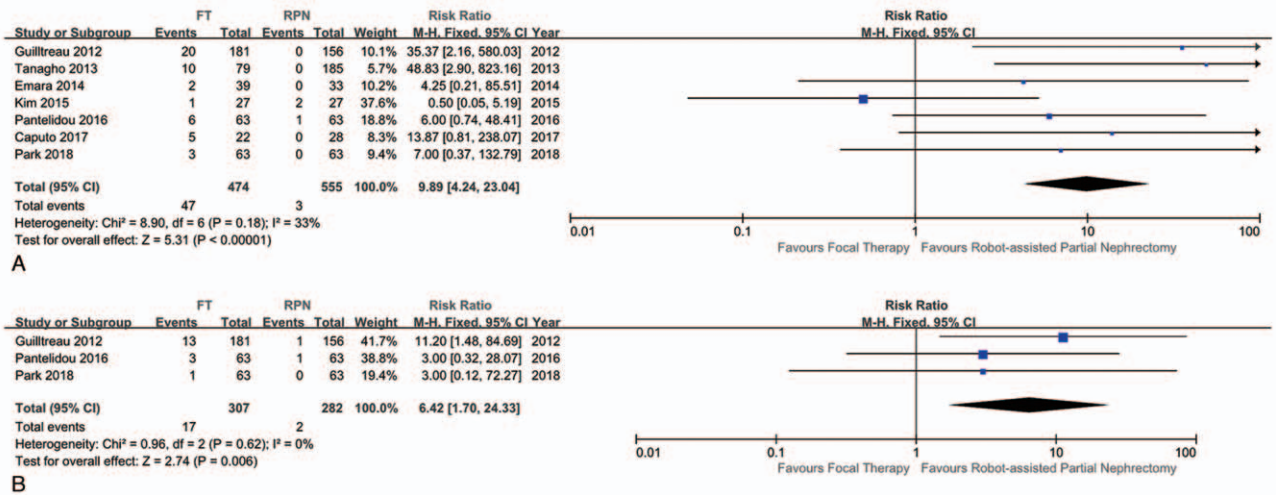 FT RPN Risk Ratio Risk Ratio
Study or Subgroup Events Total Events Total Weight M-H. Fixed. 95% CI Year M-H. Fixed. 95% CI
Guilltreau 2012 20 181 0 156 10.1% 35.37 [2.16, 580.03] 2012
Tanagho 2013 10 79 0 185 5.7% 48.83 [2.90, 823.16] 2013
Emara 2014 2 39 0 33 10.2% 4.25 [0.21, 85.51] 2014
Kim 2015 1 27 2 27 37.6% 0.50 [0.05, 5.19] 2015
Pantelidou 2016 6 63 1 63 18.8% 6.00 [0.74, 48.41] 2016
Caputo 2017 5 22 0 28 8.3% 13.87 [0.81, 238.07] 2017
Park 2018 3 63 0 63 9.4% 7.00 [0.37, 132.79] 2018
Total (95% CI) 474 555 100.0% 9.89 [4.24, 23.04]
Total events 47 3
Heterogeneity: Chi² = 8.90, df = 6 (P = 0.18); I² = 33%
Test for overall effect: Z = 5.31 (P < 0.00001)
0.01 0.1 1 10 100
Favours Focal Therapy Favours Robot-assisted Partial Nephrectomy
A
FT RPN Risk Ratio Risk Ratio
Study or Subgroup Events Total Events Total Weight M-H. Fixed. 95% CI Year M-H. Fixed. 95% CI
Guilltreau 2012 13 181 1 156 41.7% 11.20 [1.48, 84.69] 2012
Pantelidou 2016 3 63 1 63 38.8% 3.00 [0.32, 28.07] 2016
Park 2018 1 63 0 63 19.4% 3.00 [0.12, 72.27] 2018
Total (95% CI) 307 282 100.0% 6.42 [1.70, 24.33]
Total events 17 2
Heterogeneity: Chi² = 0.96, df = 2 (P = 0.62); I² = 0%
Test for overall effect: Z = 2.74 (P = 0.006)
0.01 0.1 1 10 100
Favours Focal Therapy Favours Robot-assisted Partial Nephrectomy
B